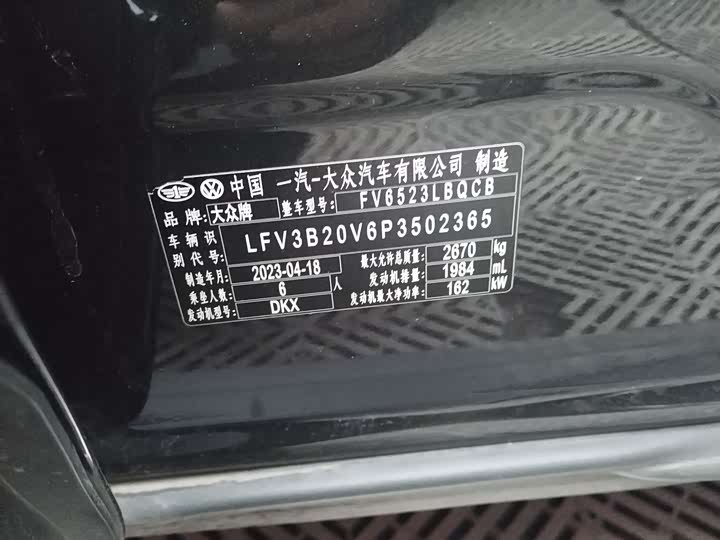 中国 一汽-大众汽车有限公司 制造
品牌: 大众牌 整车型号: FV6523LBQCB
车辆识别代号: LFV3B20V6P3502365
制造年月: 2023-04-18 最大允许总质量: 2670 kg
乘坐人数: 6 人 发动机排量: 1984 mL
发动机型号: DKX 发动机最大净功率: 162 kW